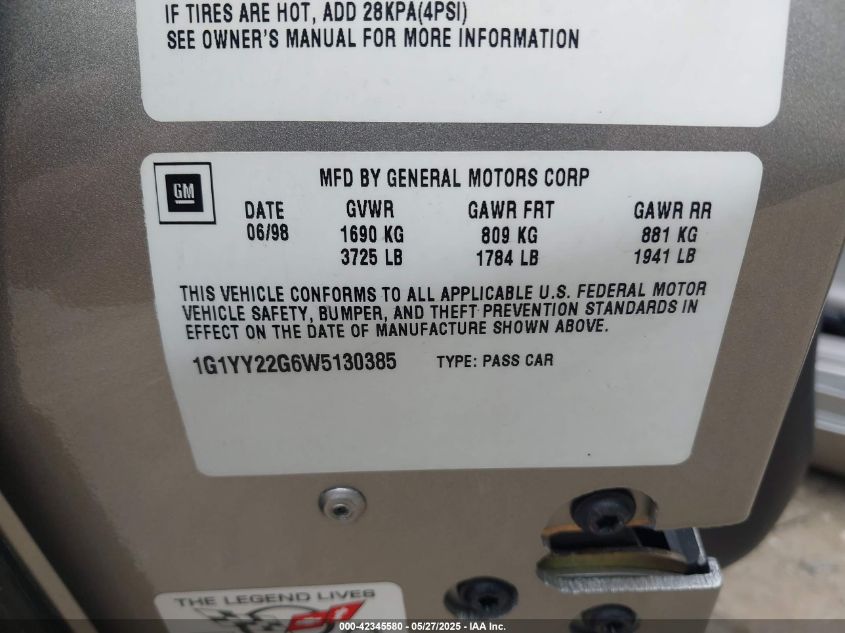 IF TIRES ARE HOT, ADD 28KPA(4PSI)
SEE OWNER'S MANUAL FOR MORE INFORMATION
GM
MFD BY GENERAL MOTORS CORP
DATE GVWR GAWR FRT GAWR RR
06/98 1690 KG 809 KG 881 KG
3725 LB 1784 LB 1941 LB
THIS VEHICLE CONFORMS TO ALL APPLICABLE U.S. FEDERAL MOTOR
VEHICLE SAFETY, BUMPER, AND THEFT PREVENTION STANDARDS IN
EFFECT ON THE DATE OF MANUFACTURE SHOWN ABOVE.
1G1YY22G6W5130385 TYPE: PASS CAR
THE LEGEND LIVES
000-42345580 - 05/27/2025 - IAA Inc.